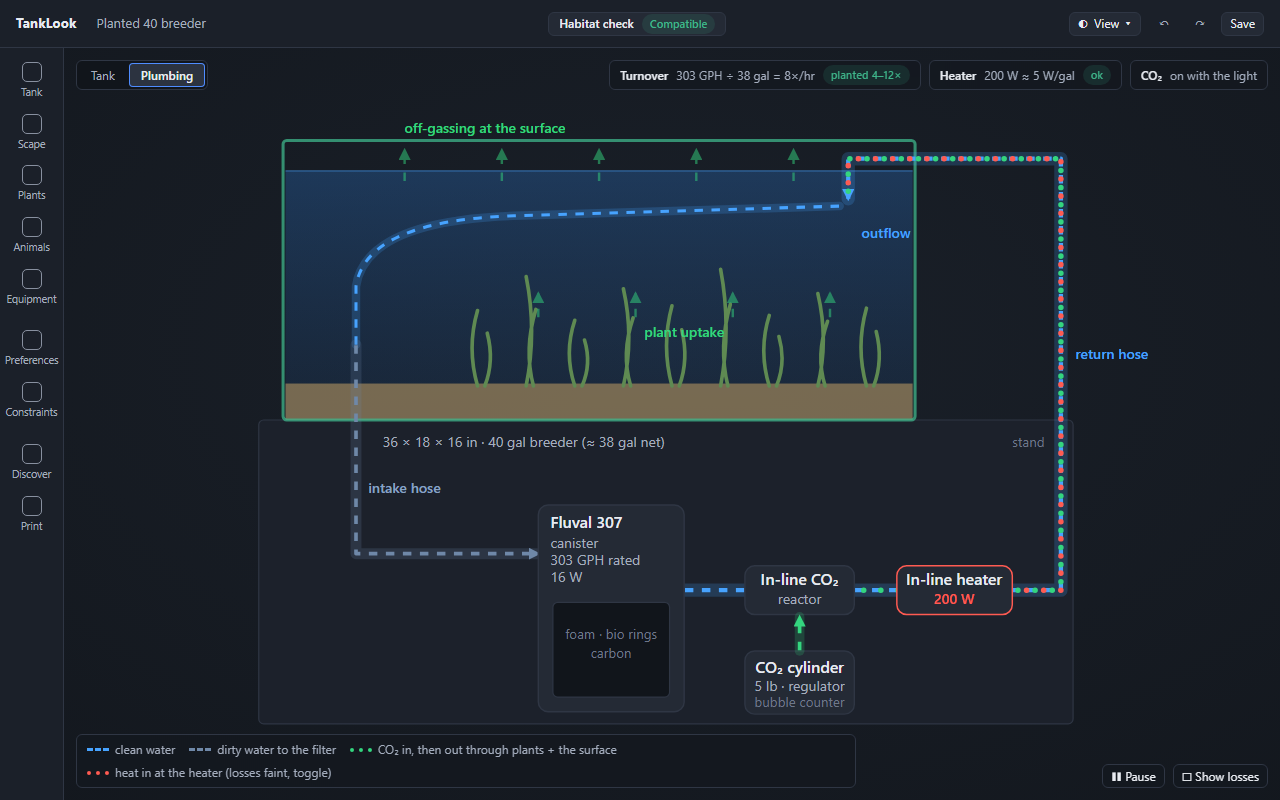 TankLook
Planted 40 breeder
Habitat check Compatible
View
Save
Tank
Scape
Plants
Animals
Equipment
Preferences
Constraints
Discover
Print
Tank Plumbing
Turnover 303 GPH ÷ 38 gal = 8×/hr planted 4–12×
Heater 200 W ≈ 5 W/gal ok
CO₂ on with the light
off-gassing at the surface
outflow
plant uptake
return hose
36 × 18 × 16 in · 40 gal breeder (≈ 38 gal net)
stand
intake hose
Fluval 307
canister
303 GPH rated
16 W
foam · bio rings
carbon
In-line CO₂
reactor
In-line heater
200 W
CO₂ cylinder
5 lb · regulator
bubble counter
clean water
dirty water to the filter
CO₂ in, then out through plants + the surface
heat in at the heater (losses faint, toggle)
Pause
Show losses